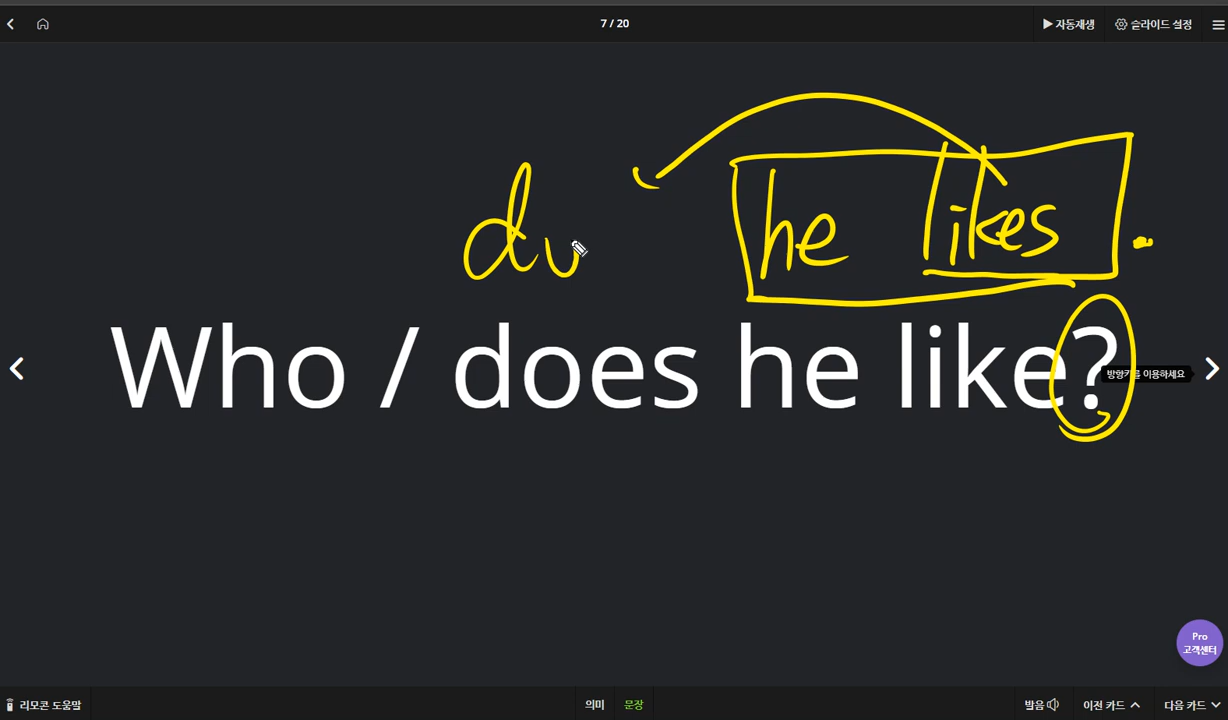 7 / 20
▶ 자동재생
슬라이드 설정
do he likes.
Who / does he like?
방향키를 이용하세요
Pro
고객센터
리모콘 도움말
의미 문장
발음
이전 카드
다음 카드